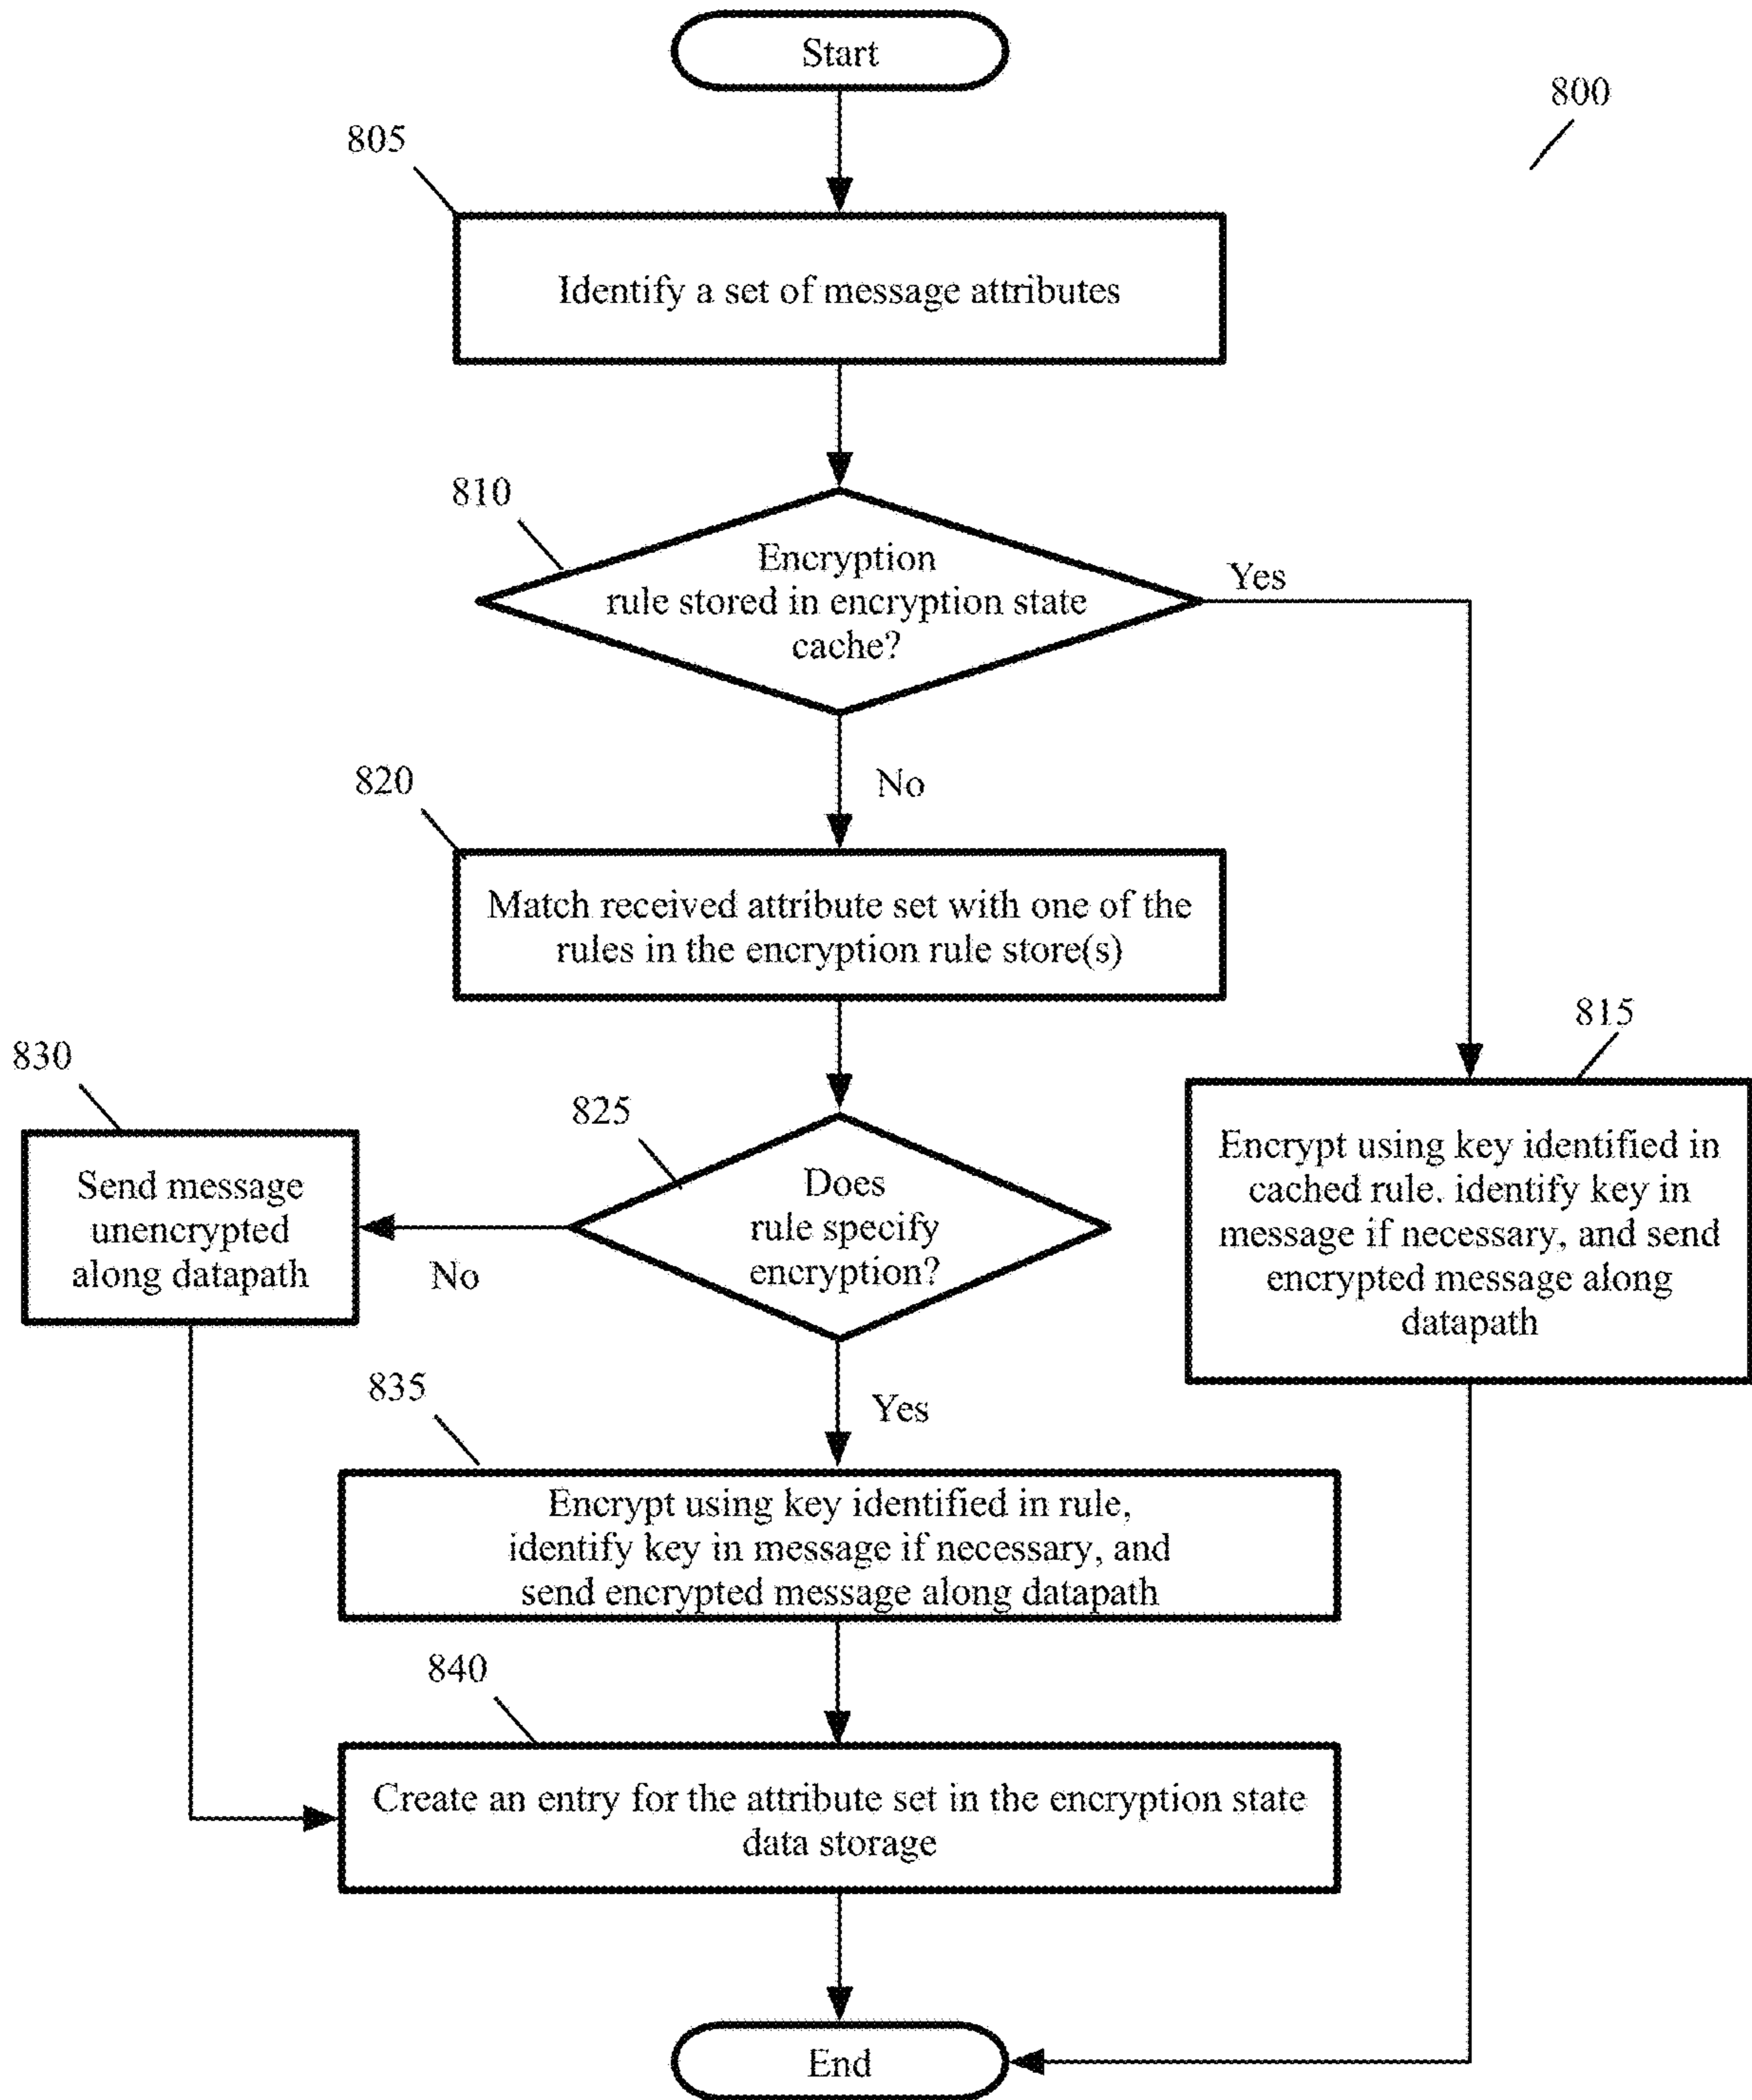 Start
800
805
Identify a set of message attributes
810
Encryption
rule stored in encryption state
cache?
Yes
No
820
Match received attribute set with one of the
rules in the encryption rule store(s)
815
Encrypt using key identified in
cached rule. identify key in
message if necessary, and send
encrypted message along
datapath
830
Send message
unencrypted
along datapath
825
Does
rule specify
encryption?
No
Yes
835
Encrypt using key identified in rule,
identify key in message if necessary, and
send encrypted message along datapath
840
Create an entry for the attribute set in the encryption state
data storage
End